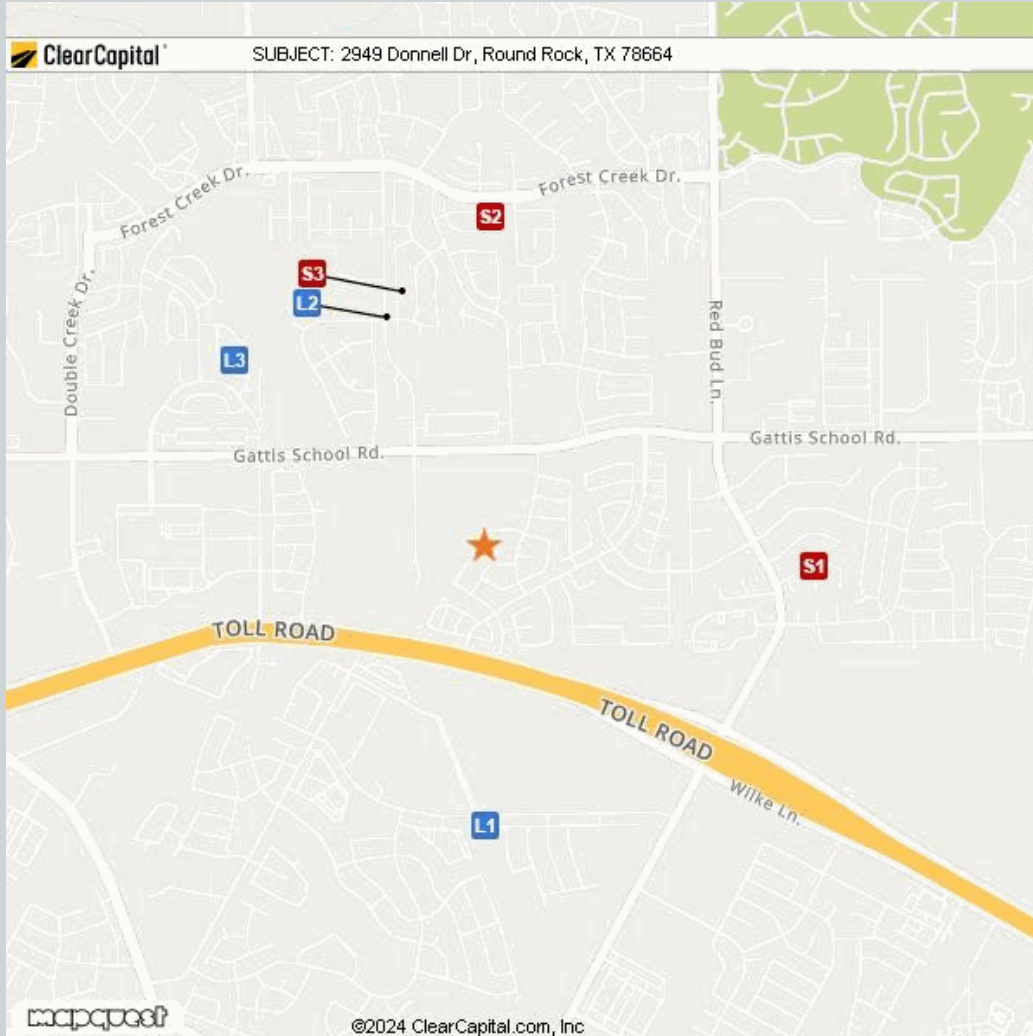 ClearCapital
SUBJECT: 2949 Donnell Dr, Round Rock, TX 78664
Forest Creek Dr.
Forest Creek Dr.
S2
S3
L2
Double Creek Dr.
Red Bud Ln.
L3
Gattis School Rd.
Gattis School Rd.
S1
TOLL ROAD
TOLL ROAD
Wilke Ln.
L1
mapquest
©2024 ClearCapital.com, Inc